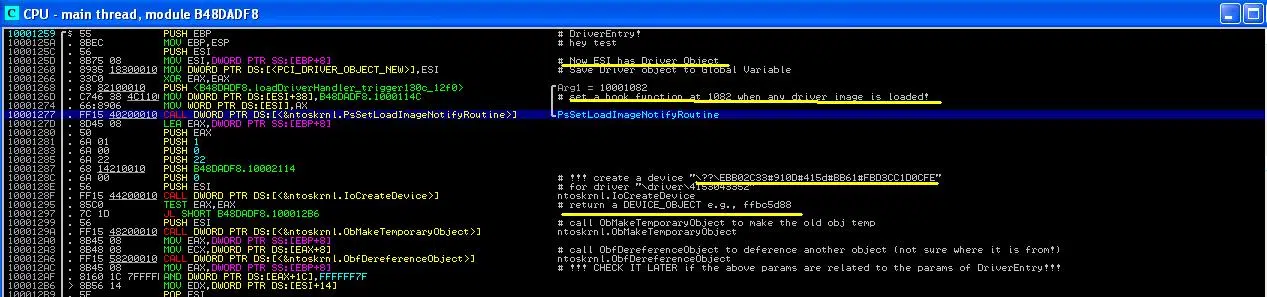 CPU - main thread, module B48DADF8
10001259 $ 55 PUSH EBP # DriverEntry!
1000125A . 8BEC MOV EBP,ESP # hey test
1000125C . 56 PUSH ESI
1000125D . 8B75 08 MOV ESI,DWORD PTR SS:[EBP+8] # Now ESI has Driver Object
10001260 . 8935 18300010 MOV DWORD PTR DS:[<PCI_DRIVER_OBJECT_NEW>],ESI # Save Driver object to Global Variable
10001266 . 33C0 XOR EAX,EAX
10001268 . 68 82100010 PUSH <B48DADF8.loadDriverHandler_trigger130c_12f0> Arg1 = 10001082
1000126D . C746 38 4C110 MOV DWORD PTR DS:[ESI+38],B48DADF8.1000114C # set a hook function at 1082 when any driver image is loaded!
10001274 . 66:8906 MOV WORD PTR DS:[ESI],AX
10001277 . FF15 40200010 CALL DWORD PTR DS:[<&ntoskrnl.PsSetLoadImageNotifyRoutine>] PsSetLoadImageNotifyRoutine
1000127D . 8D45 08 LEA EAX,DWORD PTR SS:[EBP+8]
10001280 . 50 PUSH EAX
10001281 . 6A 01 PUSH 1
10001283 . 6A 00 PUSH 0
10001285 . 6A 22 PUSH 22
10001287 . 68 14210010 PUSH B48DADF8.10002114
1000128C . 6A 00 PUSH 0 # !!! create a device "\??\EBB02C33#910D#415d#BB61#FBD3CC1D0CFE"
1000128E . 56 PUSH ESI # for driver "\driver\4153043352"
1000128F . FF15 44200010 CALL DWORD PTR DS:[<&ntoskrnl.IoCreateDevice>] ntoskrnl.IoCreateDevice
10001295 . 85C0 TEST EAX,EAX # return a DEVICE_OBJECT e.g., ffbc5d88
10001297 . 7C 1D JL SHORT B48DADF8.100012B6
10001299 . 56 PUSH ESI # call ObMakeTemporaryObject to make the old obj temp
1000129A . FF15 48200010 CALL DWORD PTR DS:[<&ntoskrnl.ObMakeTemporaryObject>] ntoskrnl.ObMakeTemporaryObject
100012A0 . 8B45 08 MOV EAX,DWORD PTR SS:[EBP+8]
100012A3 . 8B48 08 MOV ECX,DWORD PTR DS:[EAX+8] # call ObfDereferenceObject to deference another object (not sure where it is from!)
100012A6 . FF15 58200010 CALL DWORD PTR DS:[<&ntoskrnl.ObfDereferenceObject>] ntoskrnl.ObfDereferenceObject
100012AC . 8B45 08 MOV EAX,DWORD PTR SS:[EBP+8] # !!! CHECK IT LATER if the above params are related to the params of DriverEntry!!!
100012AF . 8160 1C 7FFFFI AND DWORD PTR DS:[EAX+1C],FFFFFF7F
100012B6 > 8B56 14 MOV EDX,DWORD PTR DS:[ESI+14]
100012B9 . 5E POP ESI